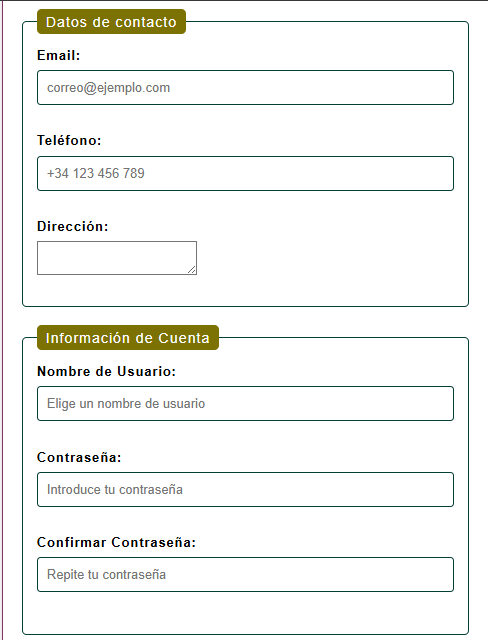 Datos de contacto
Email:
correo@ejemplo.com
Teléfono:
+34 123 456 789
Dirección:
Información de Cuenta
Nombre de Usuario:
Elige un nombre de usuario
Contraseña:
Introduce tu contraseña
Confirmar Contraseña:
Repite tu contraseña